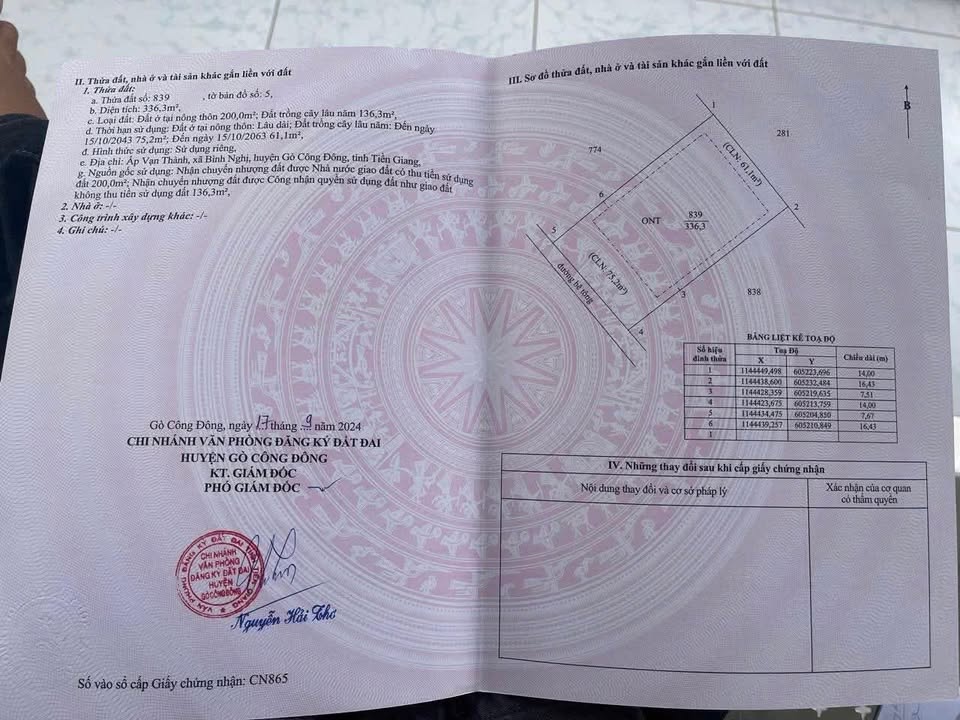 II. Thửa đất, nhà ở và tài sản khác gắn liền với đất
1. Thửa đất:
a. Thửa đất số: 839 , tờ bản đồ số: 5,
b. Diện tích: 336,3m²,
c. Loại đất: Đất ở tại nông thôn 200,0m²; Đất trồng cây lâu năm 136,3m²,
d. Thời hạn sử dụng: Đất ở tại nông thôn: Lâu dài; Đất trồng cây lâu năm: Đến ngày
15/10/2043 75,2m²; Đến ngày 15/10/2063 61,1m²,
đ. Hình thức sử dụng: Sử dụng riêng,
e. Địa chỉ: Ấp Vạn Thành, xã Bình Nghị, huyện Gò Công Đông, tỉnh Tiền Giang,
g. Nguồn gốc sử dụng: Nhận chuyển nhượng đất được Nhà nước giao đất có thu tiền sử dụng
đất 200,0m²; Nhận chuyển nhượng đất được Công nhận quyền sử dụng đất như giao đất
không thu tiền sử dụng đất 136,3m²,
2. Nhà ở: -/-
3. Công trình xây dựng khác: -/-
4. Ghi chú: -/-
Gò Công Đông, ngày 17 tháng 9 năm 2024
CHI NHÁNH VĂN PHÒNG ĐĂNG KÝ ĐẤT ĐAI
HUYỆN GÒ CÔNG ĐÔNG
KT. GIÁM ĐỐC
PHÓ GIÁM ĐỐC
VĂN PHÒNG ĐĂNG KÝ ĐẤT ĐAI TỈNH TIỀN GIANG
CHI NHÁNH
VĂN PHÒNG
ĐĂNG KÝ ĐẤT ĐAI
HUYỆN
GÒ CÔNG ĐÔNG
Nguyễn Hải Thơ
Số vào sổ cấp Giấy chứng nhận: CN865
III. Sơ đồ thửa đất, nhà ở và tài sản khác gắn liền với đất
B
1
281
774
(CLN: 61,1m²)
6
2
ONT
839
336,3
5
(CLN: 75,2m²)
đường bê tông
3
838
4
BẢNG LIỆT KÊ TOẠ ĐỘ
Số hiệu đỉnh thửa Toạ Độ Chiều dài (m)
X Y
1 1144449,498 605223,696
14,00
2 1144438,600 605232,484
16,43
3 1144428,359 605219,635
7,51
4 1144423,675 605213,759
14,00
5 1144434,475 605204,850
7,67
6 1144439,257 605210,849
16,43
1
IV. Những thay đổi sau khi cấp giấy chứng nhận
Nội dung thay đổi và cơ sở pháp lý
Xác nhận của cơ quan
có thẩm quyền